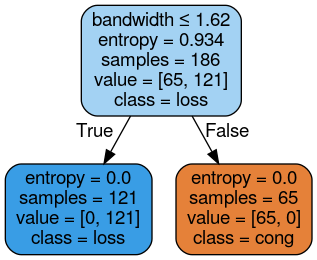 bandwidth ≤ 1.62
entropy = 0.934
samples = 186
value = [65, 121]
class = loss
True
False
entropy = 0.0
samples = 121
value = [0, 121]
class = loss
entropy = 0.0
samples = 65
value = [65, 0]
class = cong